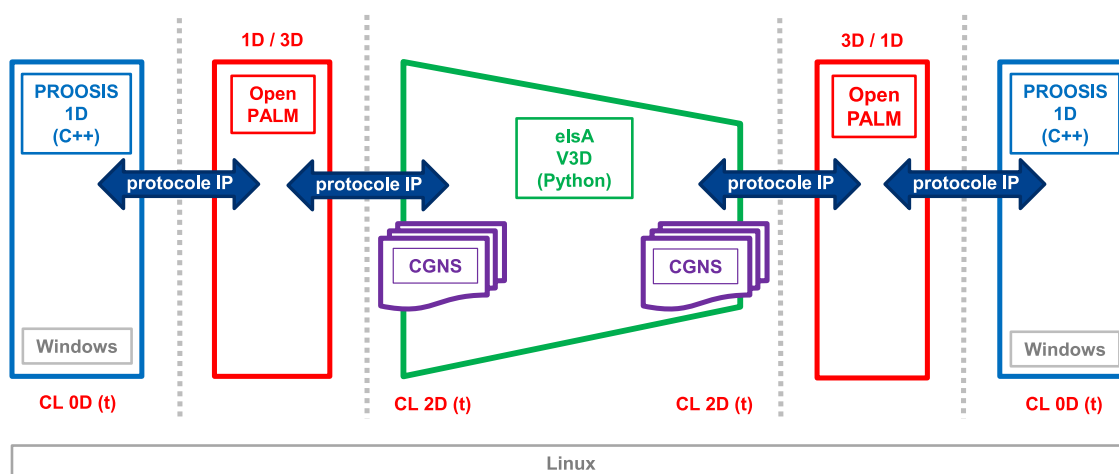 1D / 3D
3D / 1D
PROOSIS
1D
(C++)
Open
PALM
elsA
V3D
(Python)
Open
PALM
PROOSIS
1D
(C++)
protocole IP
protocole IP
protocole IP
protocole IP
CGNS
CGNS
Windows
Windows
CL 0D (t)
CL 2D (t)
CL 2D (t)
CL 0D (t)
Linux